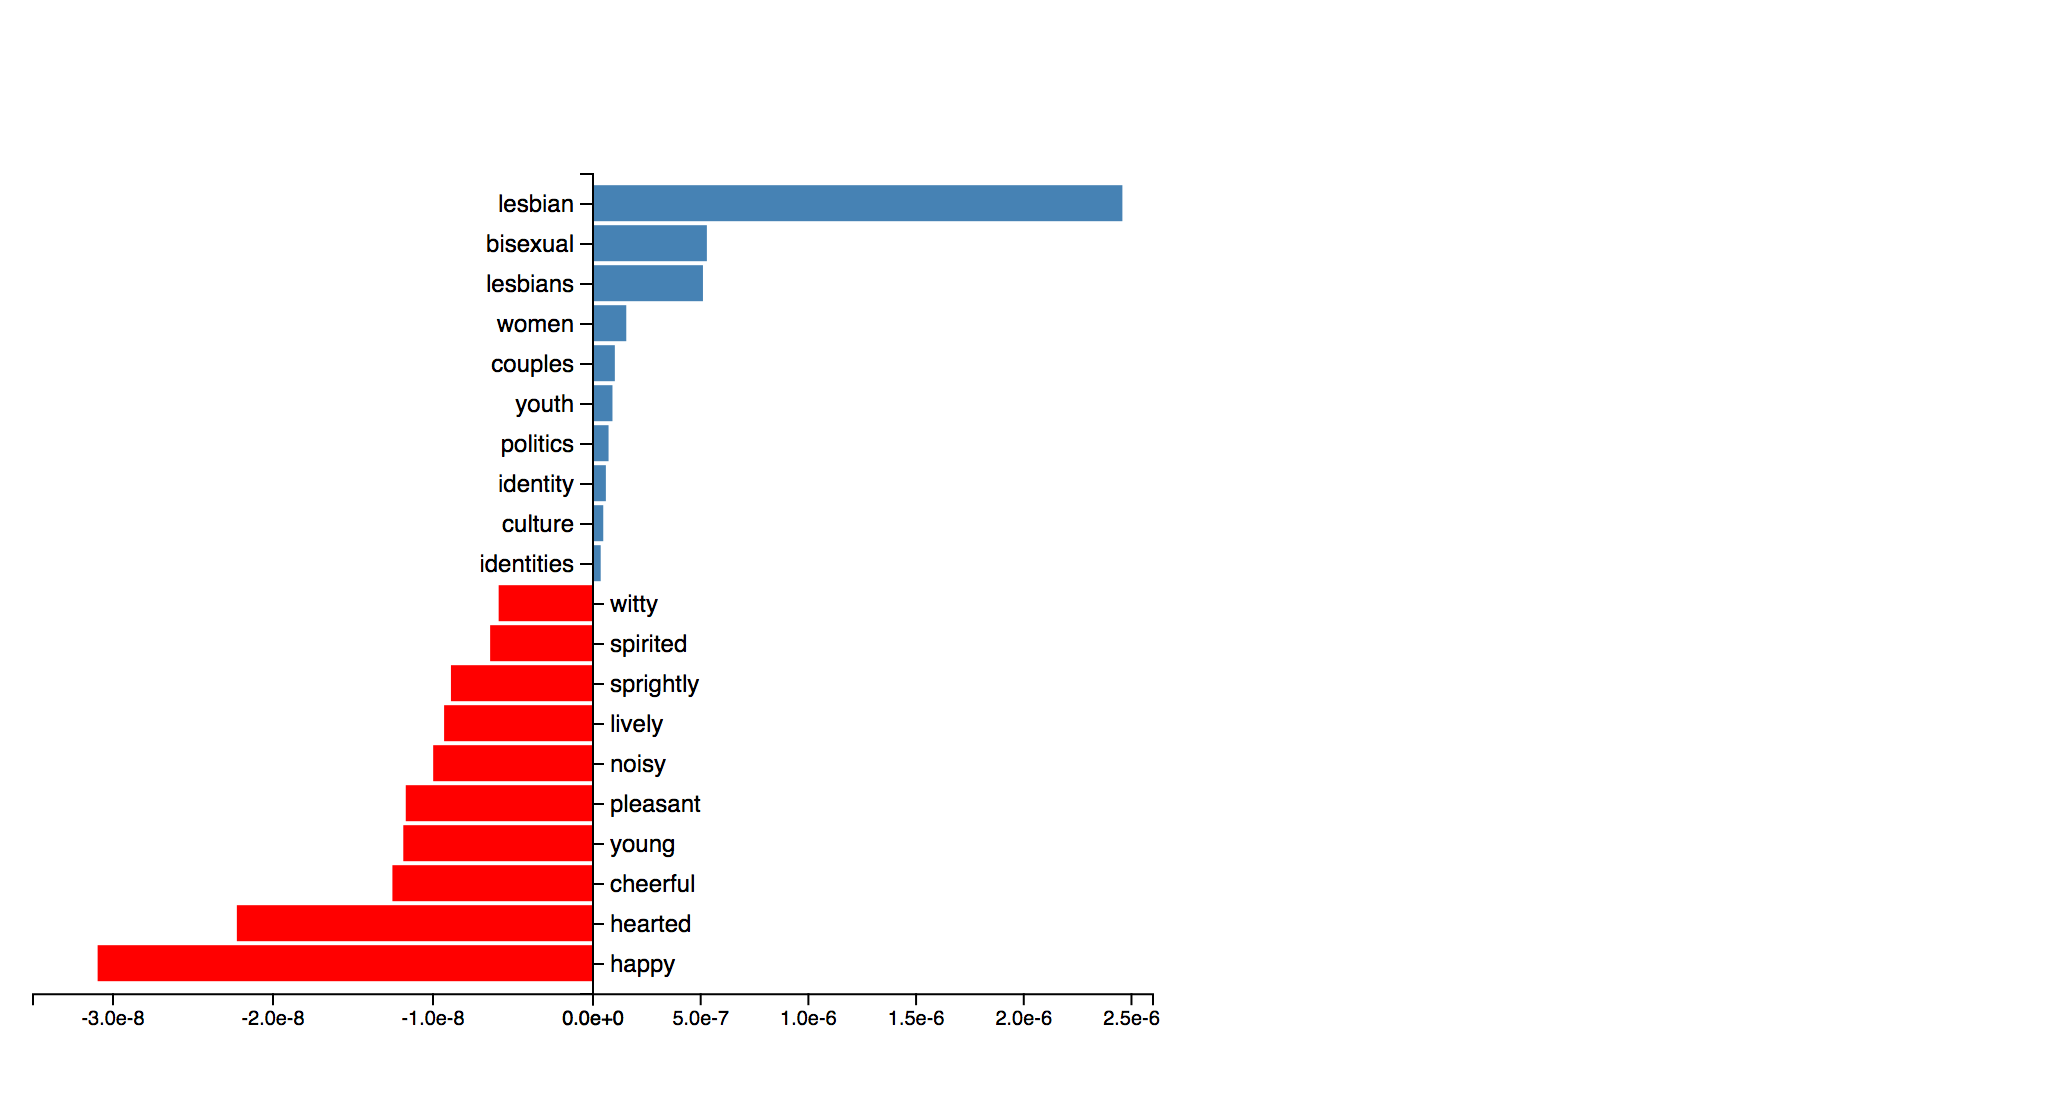 lesbian
bisexual
lesbians
women
couples
youth
politics
identity
culture
identities
witty
spirited
sprightly
lively
noisy
pleasant
young
cheerful
hearted
happy
-3.0e-8 -2.0e-8 -1.0e-8 0.0e+0 5.0e-7 1.0e-6 1.5e-6 2.0e-6 2.5e-6